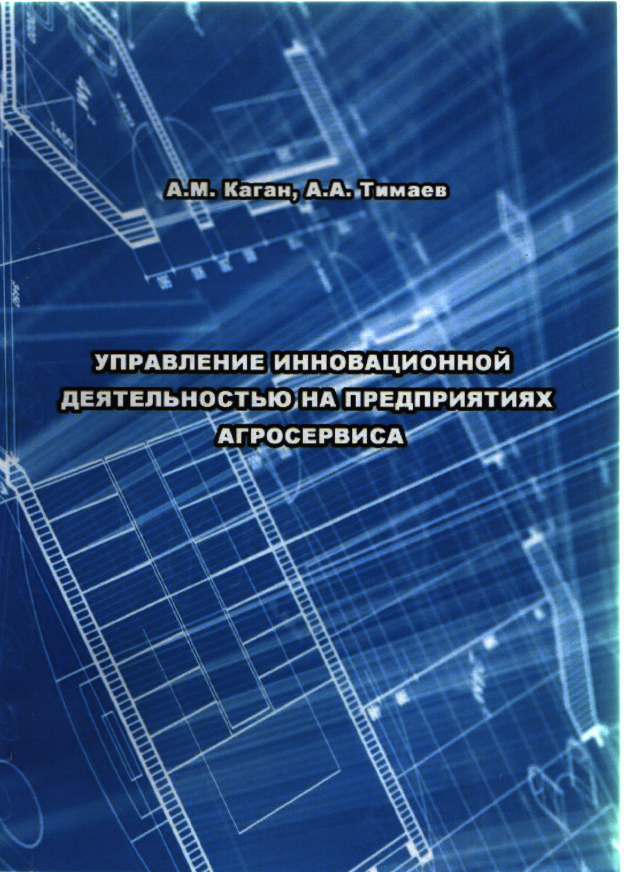 А.М. Каган, А.А. Тимаев
УПРАВЛЕНИЕ ИННОВАЦИОННОЙ
ДЕЯТЕЛЬНОСТЬЮ НА ПРЕДПРИЯТИЯХ
АГРОСЕРВИСА